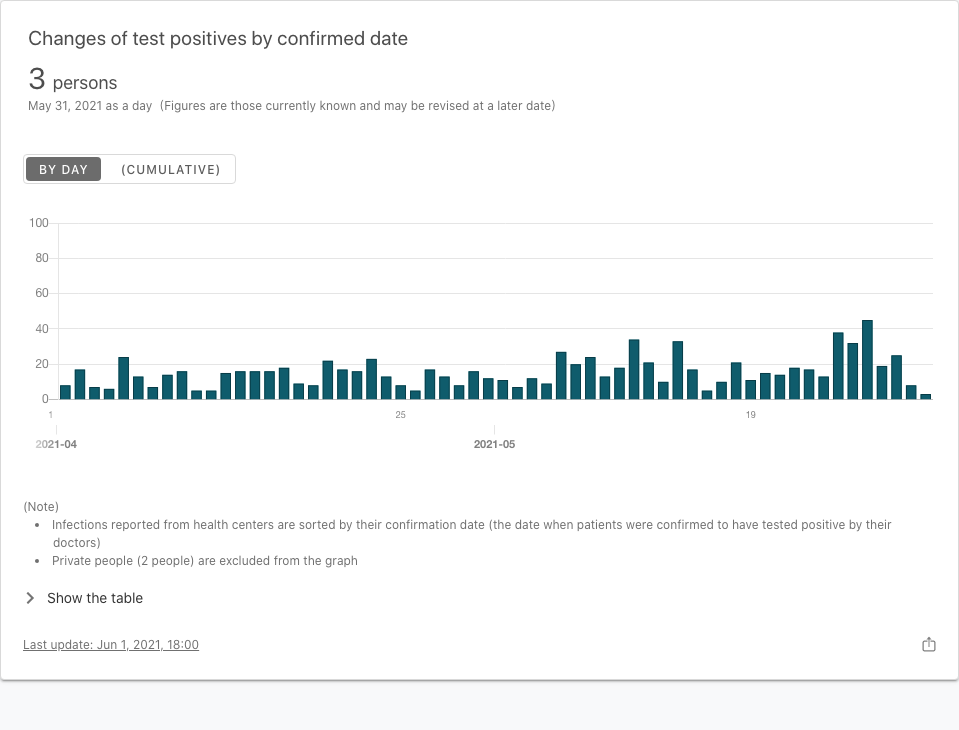 Changes of test positives by confirmed date
3 persons
May 31, 2021 as a day (Figures are those currently known and may be revised at a later date)
BY DAY (CUMULATIVE)
100
80
60
40
20
0
1 25 19
2021-04 2021-05
(Note)
• Infections reported from health centers are sorted by their confirmation date (the date when patients were confirmed to have tested positive by their
doctors)
• Private people (2 people) are excluded from the graph
Show the table
Last update: Jun 1, 2021, 18:00